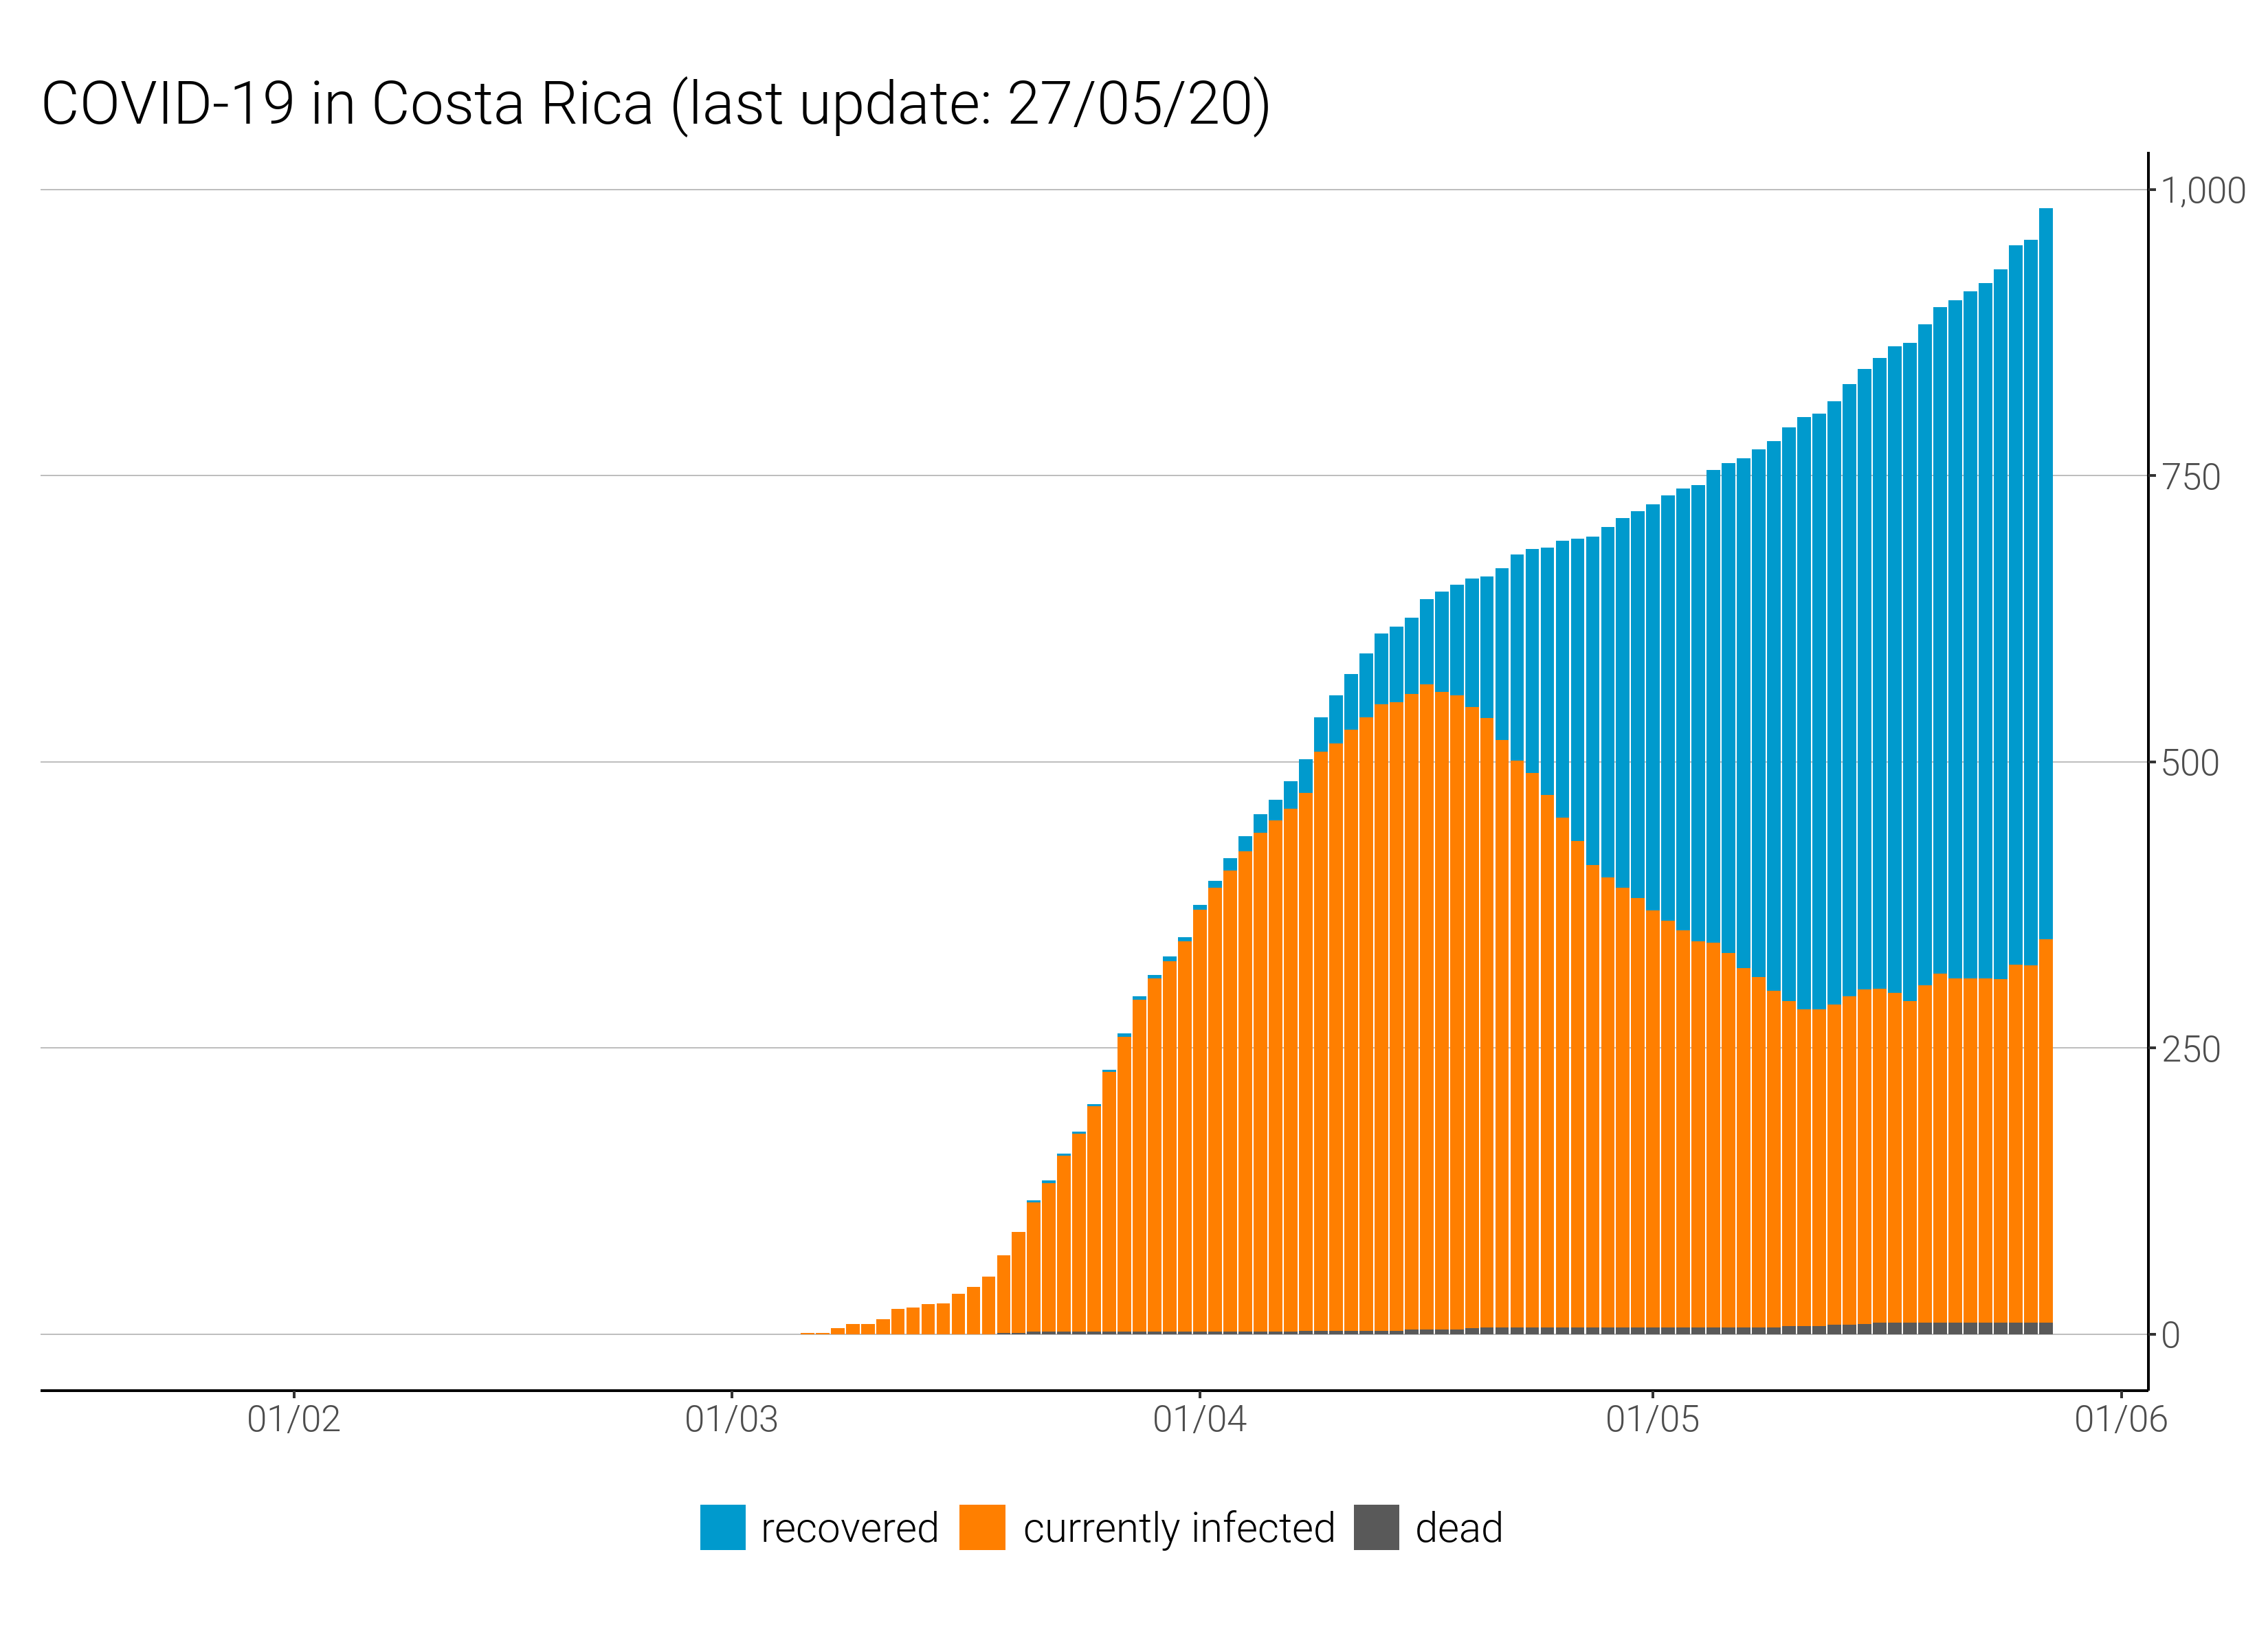 COVID-19 in Costa Rica (last update: 27/05/20)
1,000
750
500
250
0
01/02 01/03 01/04 01/05 01/06
recovered currently infected dead